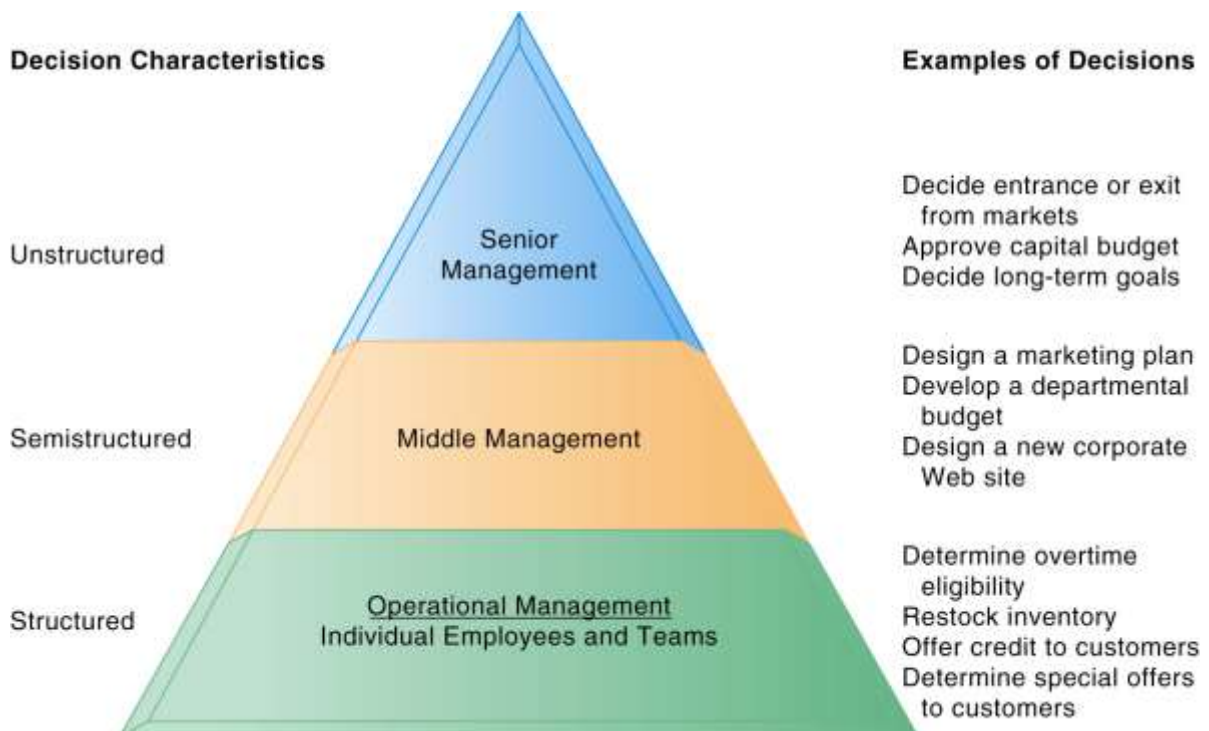 Decision Characteristics
Examples of Decisions
Unstructured
Senior
Management
Decide entrance or exit
from markets
Approve capital budget
Decide long-term goals
Semistructured
Middle Management
Design a marketing plan
Develop a departmental
budget
Design a new corporate
Web site
Structured
Operational Management
Individual Employees and Teams
Determine overtime
eligibility
Restock inventory
Offer credit to customers
Determine special offers
to customers